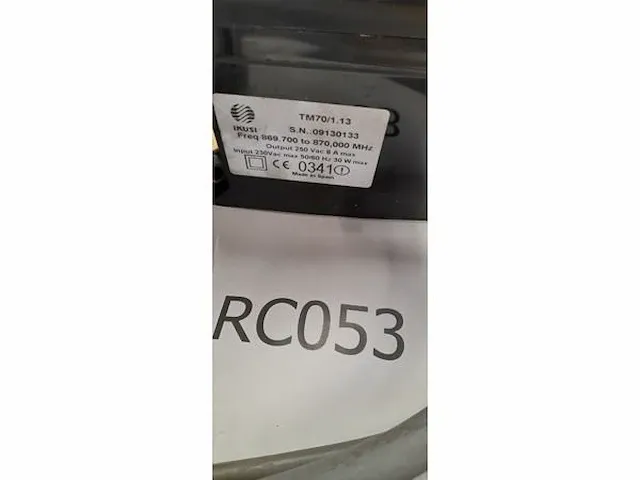 TM70/1.13
IKUSI S.N.:09130133
Freq 869.700 to 870,000 MHz
Output 250 Vac 8 A max
Input 230Vac max 50/60 Hz 30 W max
CE 0341
Made in Spain
RC053